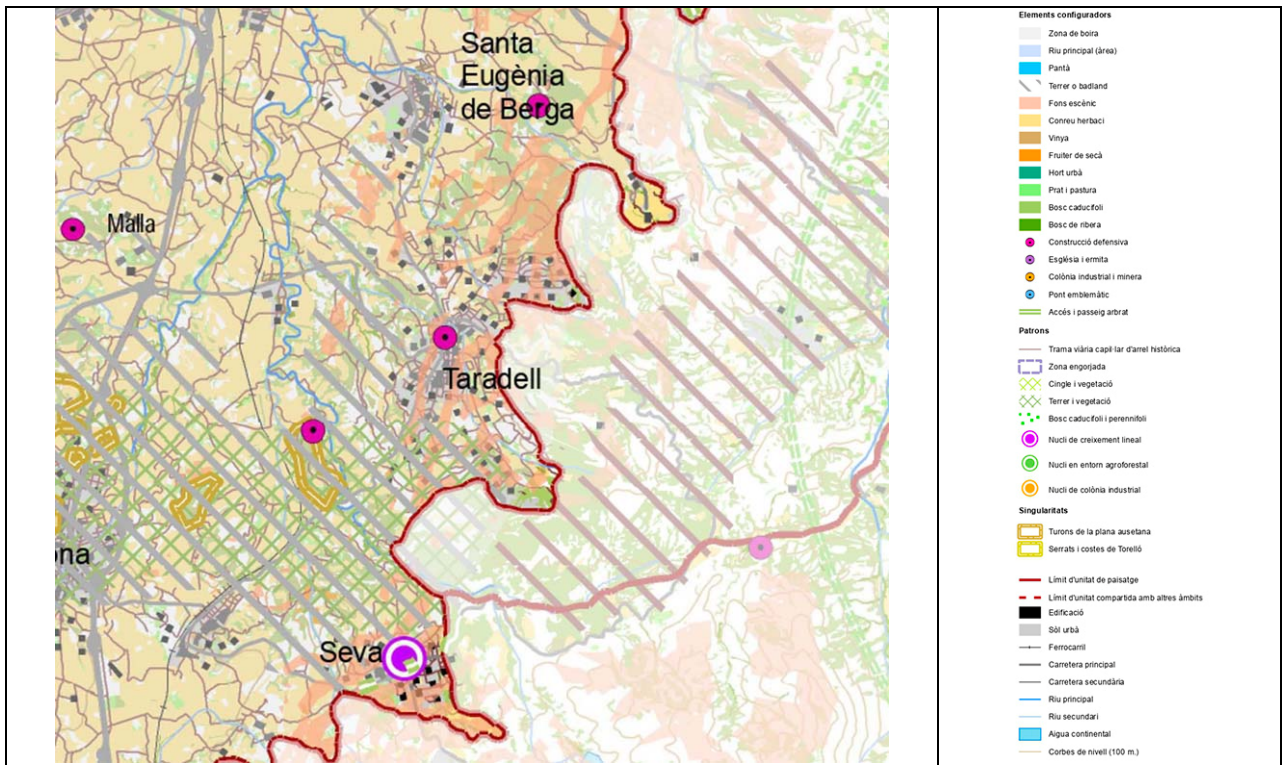 Santa
Eugènia
de Berga
Malla
Taradell
ona
Seva
Elements configuradors
Zona de boira
Riu principal (àrea)
Pantà
Terrer o badland
Fons escènic
Conreu herbaci
Vinya
Fruiter de secà
Hort urbà
Prat i pastura
Bosc caducifoli
Bosc de ribera
Construcció defensiva
Església i ermita
Colònia industrial i minera
Pont emblemàtic
Accés i passeig arbrat
Patrons
Trama viària capil·lar d'arrel històrica
Zona engorjada
Cingle i vegetació
Terrer i vegetació
Bosc caducifoli i perennifoli
Nucli de creixement lineal
Nucli en entorn agroforestal
Nucli de colònia industrial
Singularitats
Turons de la plana ausetana
Serrats i costes de Torelló
Límit d'unitat de paisatge
Límit d'unitat compartida amb altres àmbits
Edificació
Sòl urbà
Ferrocarril
Carretera principal
Carretera secundària
Riu principal
Riu secundari
Aigua continental
Corbes de nivell (100 m.)